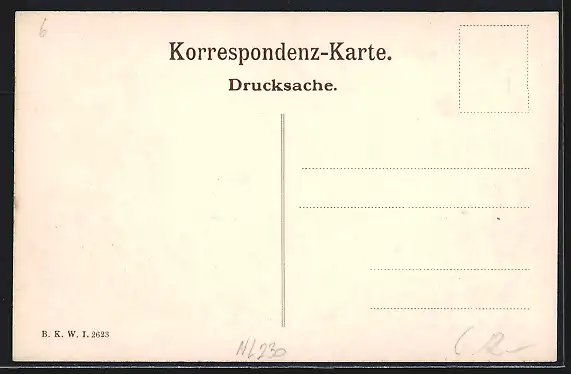 6
Korrespondenz-Karte.
Drucksache.
B. K. W. I. 2623